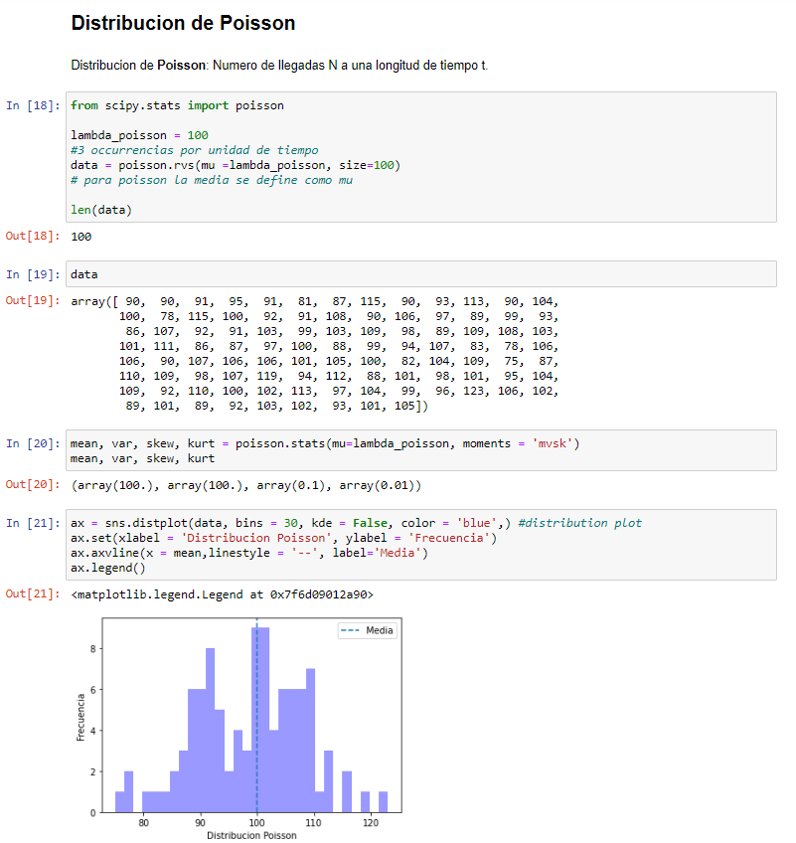 Distribucion de Poisson
Distribucion de Poisson: Numero de llegadas N a una longitud de tiempo t.
In [18]: from scipy.stats import poisson
lambda_poisson = 100
#3 occurrencias por unidad de tiempo
data = poisson.rvs(mu =lambda_poisson, size=100)
# para poisson la media se define como mu
len(data)
Out[18]: 100
In [19]: data
Out[19]: array([ 90, 90, 91, 95, 91, 81, 87, 115, 90, 93, 113, 90, 104,
100, 78, 115, 100, 92, 91, 108, 90, 106, 97, 89, 99, 93,
86, 107, 92, 91, 103, 99, 103, 109, 98, 89, 109, 108, 103,
101, 111, 86, 87, 97, 100, 88, 99, 94, 107, 83, 78, 106,
106, 90, 107, 106, 106, 101, 105, 100, 82, 104, 109, 75, 87,
110, 109, 98, 107, 119, 94, 112, 88, 101, 98, 101, 95, 104,
109, 92, 110, 100, 102, 113, 97, 104, 99, 96, 123, 106, 102,
89, 101, 89, 92, 103, 102, 93, 101, 105])
In [20]: mean, var, skew, kurt = poisson.stats(mu=lambda_poisson, moments = 'mvsk')
mean, var, skew, kurt
Out[20]: (array(100.), array(100.), array(0.1), array(0.01))
In [21]: ax = sns.distplot(data, bins = 30, kde = False, color = 'blue',) #distribution plot
ax.set(xlabel = 'Distribucion Poisson', ylabel = 'Frecuencia')
ax.axvline(x = mean,linestyle = '--', label='Media')
ax.legend()
Out[21]: <matplotlib.legend.Legend at 0x7f6d09012a90>
Media
8
6
4
2
0
Frecuencia
80 90 100 110 120
Distribucion Poisson